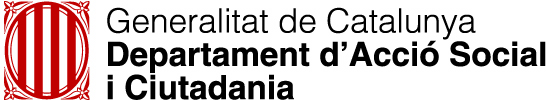 Generalitat de Catalunya
Departament d'Acció Social
i Ciutadania